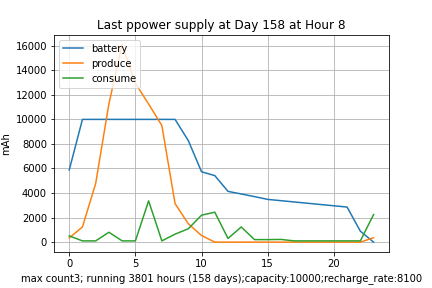 Last ppower supply at Day 158 at Hour 8
16000
14000
12000
10000
8000
6000
4000
2000
0
mAh
battery
produce
consume
0
5
10
15
20
max count3; running 3801 hours (158 days);capacity:10000;recharge_rate:8100